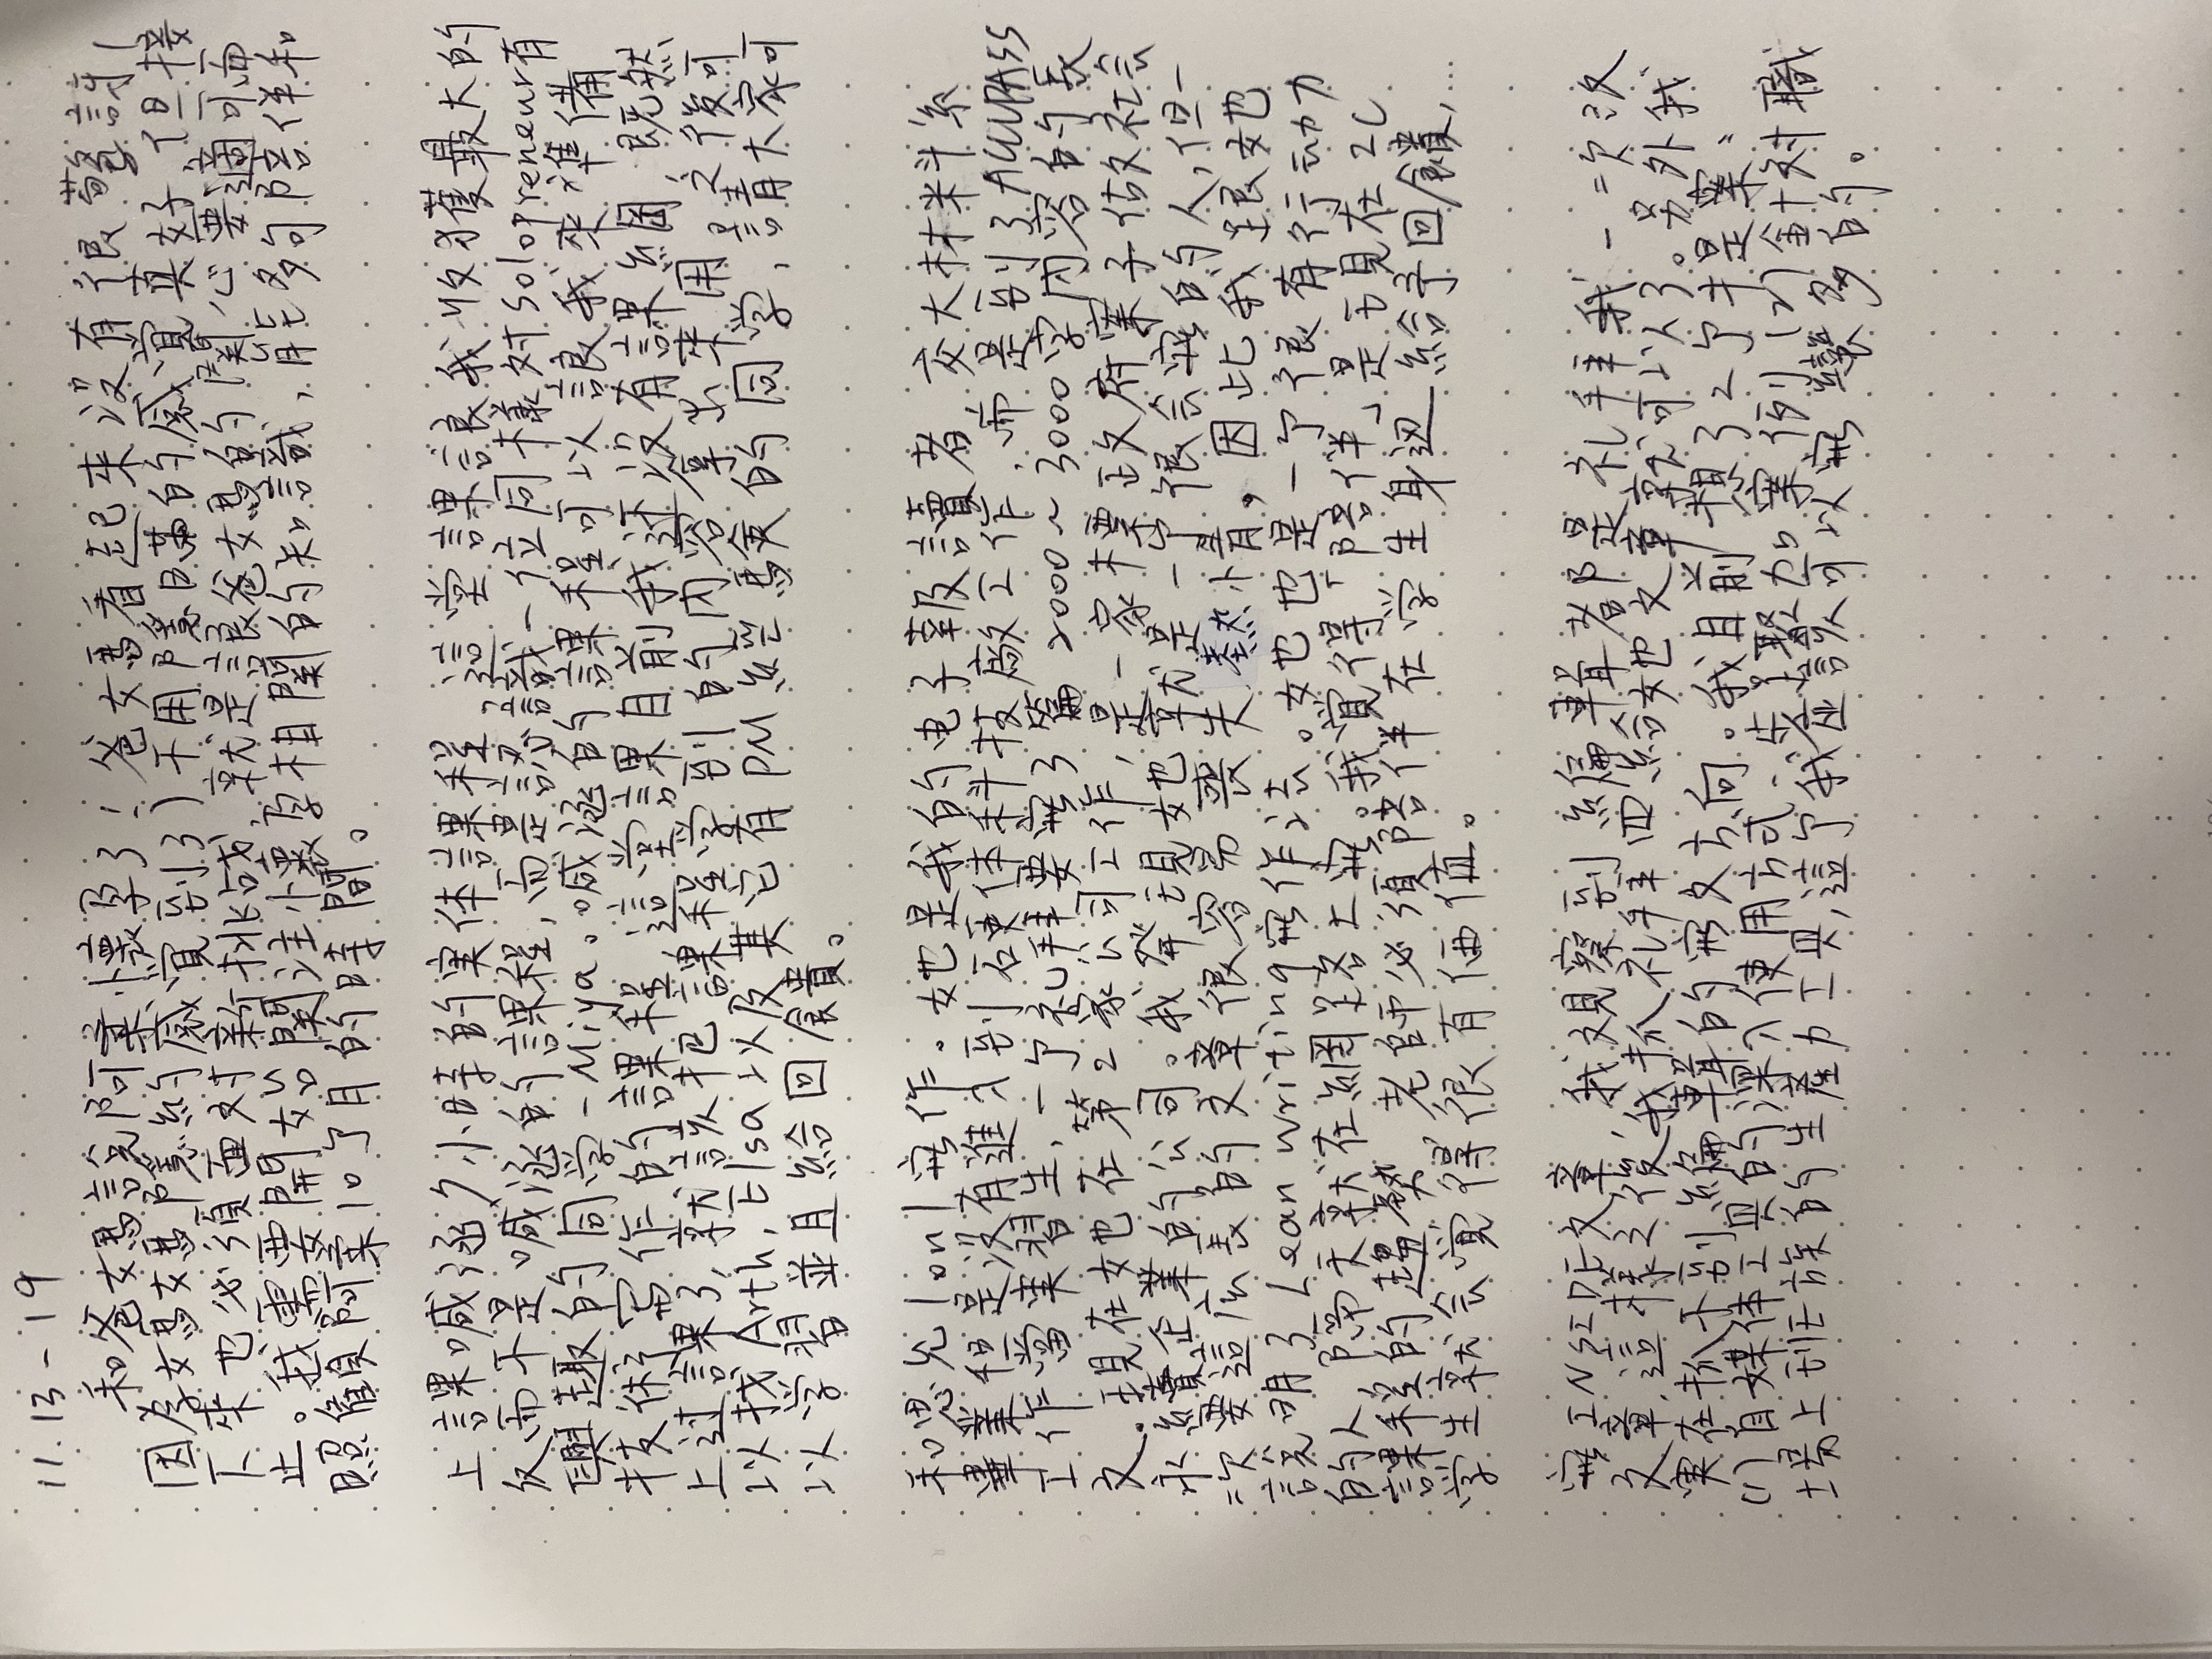 11.13-19
和爸媽說阿柔懷孕了！爸媽看起來沒有很驚訝，
因為媽媽隱約感覺到了）不用隱瞞的感覺真好，但接
下來也必須面對新挑战，就是讓爸媽的關心要適可而
止。我需要開始關注懷孕相關的知識，能夠陪伴和
照顧阿柔10个月的時間。
上課喊涵7小時的実体課程，這堂課讓我收獲最大的
反而不是喊涵的課程，而是認識一位同樣对solopreneur有
興趣的同学-Miya。喊涵的課程可以讓我來準備
技術写作的課程，這堂課目前我还沒有課綱，既然
上过課了，就該把課程学到的内容拿出來用，之後可
以找Arth, Elsa以及其它有PM經驗的同学，請大家可
以学習並且給回饋。
和思允1on1寫作。她是我的电子報讀者，交大材料系
畢業但是沒有進入到硬体科技廠工作，而是到了ACCUPASS
工作當実習生，一个礼拜要寫3篇2000~3000字内容的長
文。現在她在第2家公司工作，是一家標政府案子做社会
永續企業的公司。我發現她就是一个很会寫的人，但一
次要這広長的文章很容易喪失熱情。因此我跟她
說明了Lean writing寫作法。她也是一个很有行动力
的人，隔天就在網路上寫。我覺得「陪伴」是現在2C
課程的趨勢，老師必須陪伴在学生身边給予回饋，...
学生就会覺得很有価值。
寫INSIDE文章，我观察到編輯都是礼拜我一次改
文章，這樣之後我抓礼拜四給她文章就可以了。另外我
実在抓不到編輯的寫文方向。我目前想了2个提案：
(1)自媒体工具的深入使用方式-步驟加案例(2)針对職
場上班族的生產力工具，這个我应該可以寫蠻多的。